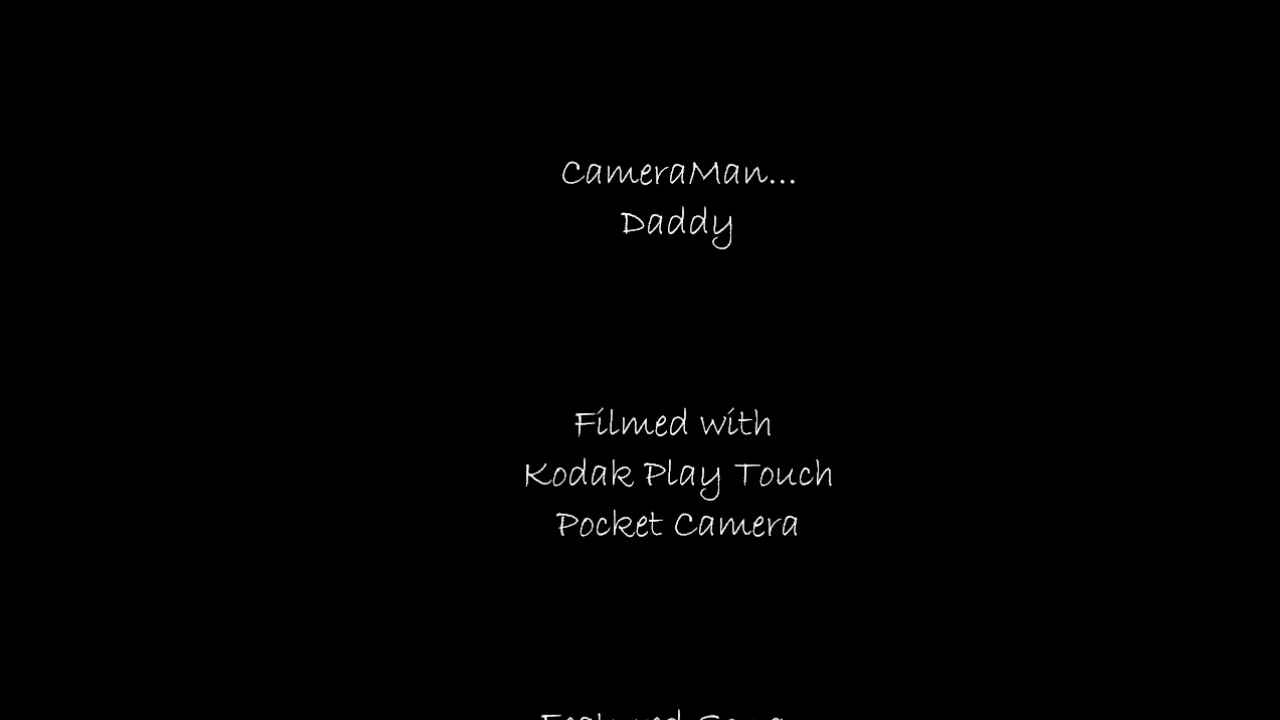 CameraMan...
Daddy
Filmed with
Kodak Play Touch
Pocket Camera